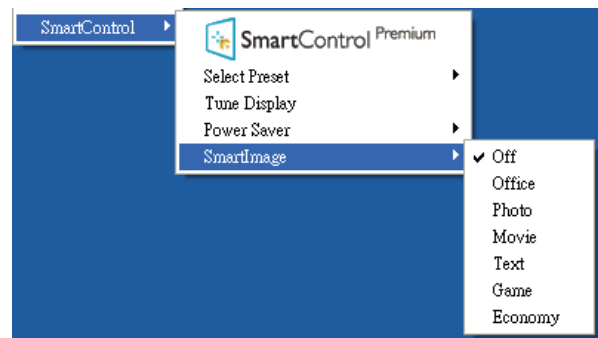 SmartControl
SmartControl Premium
Select Preset
Tune Display
Power Saver
SmartImage
Off
Office
Photo
Movie
Text
Game
Economy